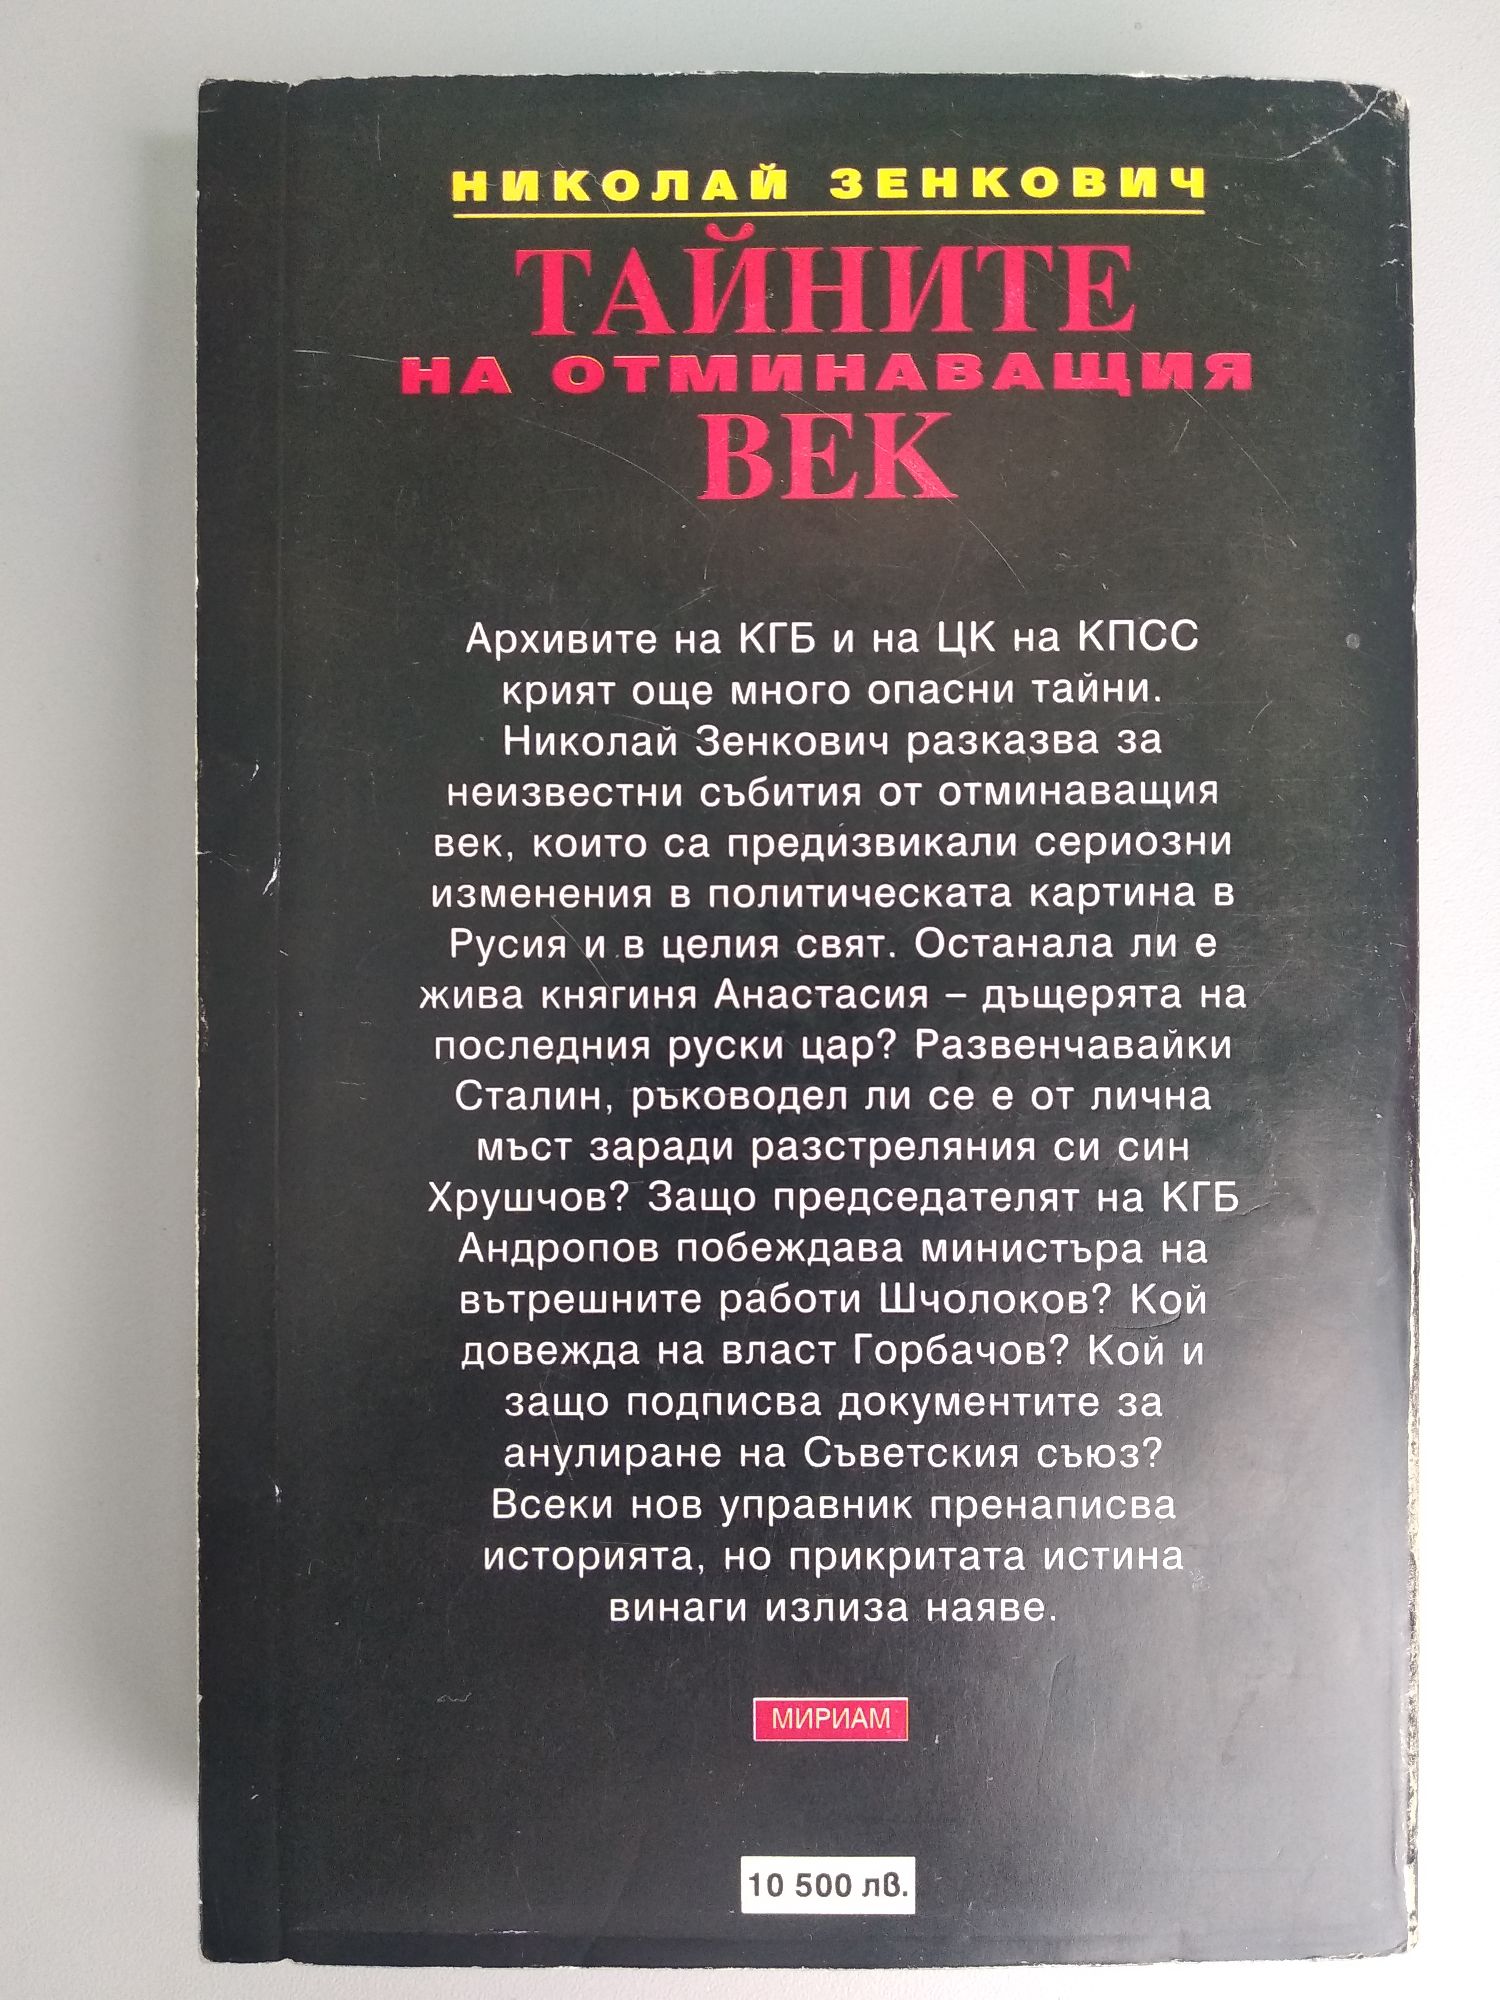 НИКОЛАЙ ЗЕНКОВИЧ
ТАЙНИТЕ
НА ОТМИНАВАЩИЯ
ВЕК
Архивите на КГБ и на ЦК на КПСС
крият още много опасни тайни.
Николай Зенкович разказва за
неизвестни събития от отминаващия
век, които са предизвикали сериозни
изменения в политическата картина в
Русия и в целия свят. Останала ли е
жива княгиня Анастасия – дъщерята на
последния руски цар? Развенчавайки
Сталин, ръководел ли се е от лична
мъст заради разстреляния си син
Хрушчов? Защо председателят на КГБ
Андропов побеждава министъра на
вътрешните работи Шчолоков? Кой
довежда на власт Горбачов? Кой и
защо подписва документите за
анулиране на Съветския съюз?
Всеки нов управник пренаписва
историята, но прикритата истина
винаги излиза наяве.
МИРИАМ
10 500 лв.